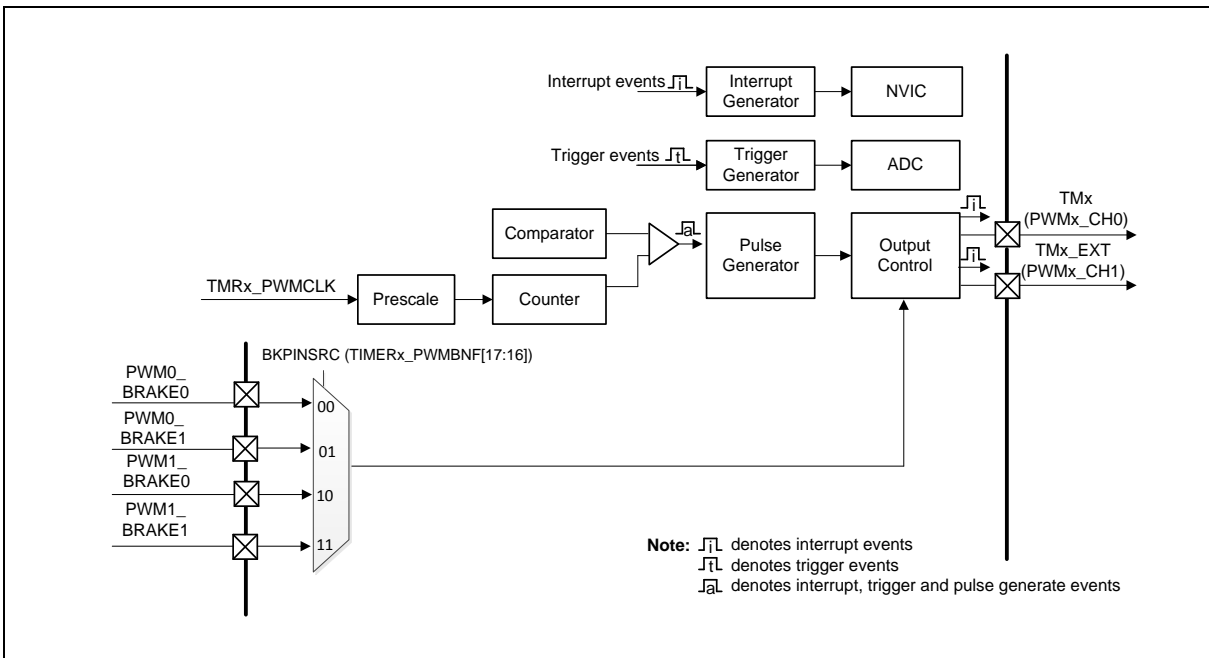 Interrupt events i
Interrupt
Generator
NVIC
Trigger events t
Trigger
Generator
ADC
Comparator
a
Pulse
Generator
Output
Control
i
i
TMx
(PWMx_CH0)
TMx_EXT
(PWMx_CH1)
TMRx_PWMCLK
Prescale
Counter
BKPINSRC (TIMERx_PWMBNF[17:16])
PWM0_
BRAKE0
00
PWM0_
BRAKE1
01
PWM1_
BRAKE0
10
PWM1_
BRAKE1
11
Note: i denotes interrupt events
t denotes trigger events
a denotes interrupt, trigger and pulse generate events